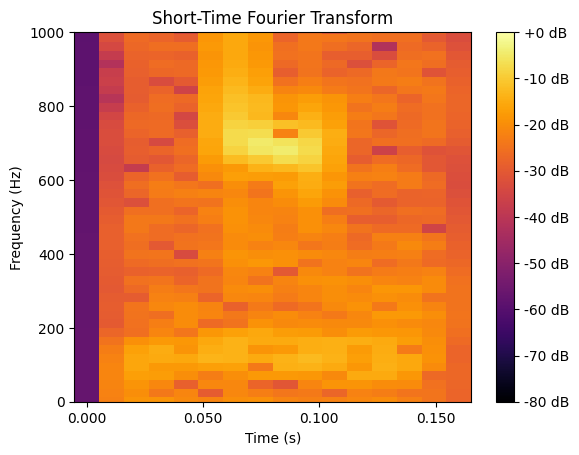 Short-Time Fourier Transform
Frequency (Hz)
1000
800
600
400
200
0
0.000
0.050
0.100
0.150
Time (s)
+0 dB
-10 dB
-20 dB
-30 dB
-40 dB
-50 dB
-60 dB
-70 dB
-80 dB